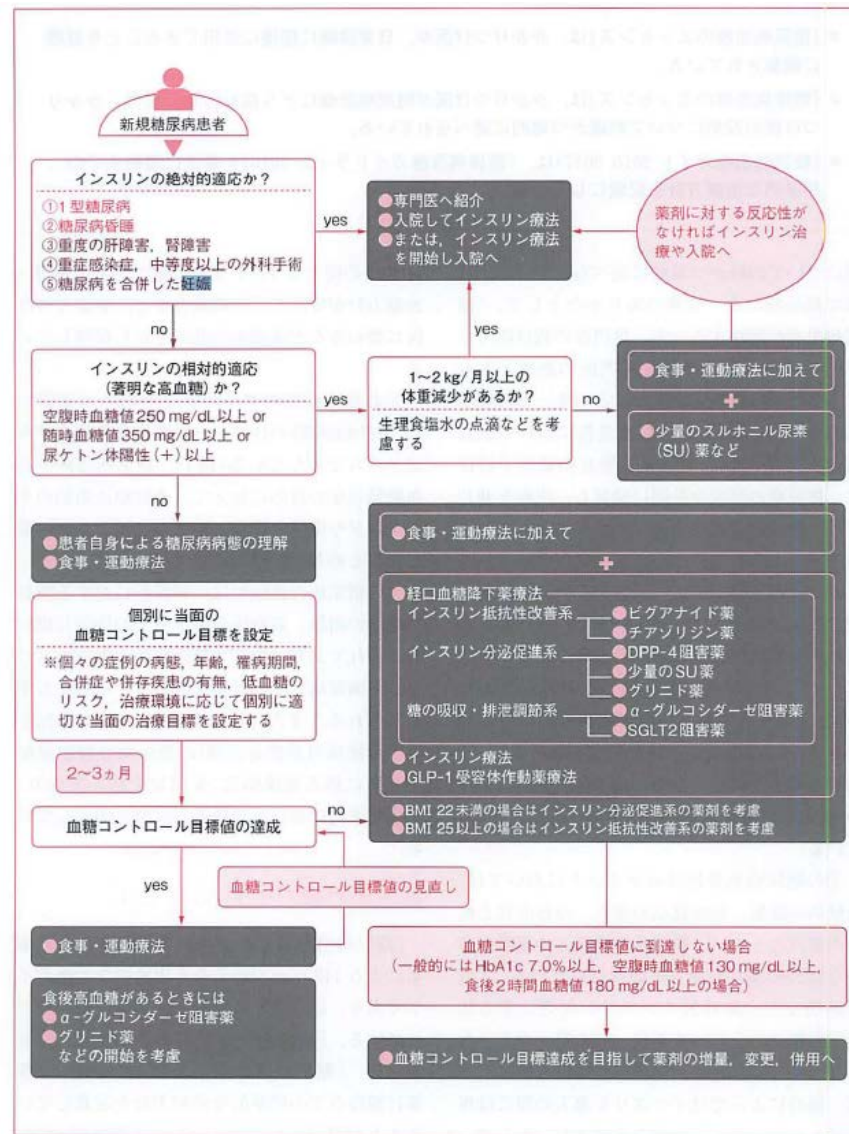 新規糖尿病患者
インスリンの絶対的適応か？
①1型糖尿病
②糖尿病昏睡
③重度の肝障害，腎障害
④重症感染症，中等度以上の外科手術
⑤糖尿病を合併した妊娠
yes
●専門医へ紹介
●入院してインスリン療法
●または，インスリン療法
を開始し入院へ
薬剤に対する反応性が
なければインスリン治
療や入院へ
no
yes
インスリンの相対的適応
（著明な高血糖）か？
空腹時血糖値250 mg/dL以上 or
随時血糖値350 mg/dL以上 or
尿ケトン体陽性（+）以上
yes
1～2kg/月以上の
体重減少があるか？
生理食塩水の点滴などを考
慮する
no
●食事・運動療法に加えて
+
●少量のスルホニル尿素
（SU）薬など
no
●患者自身による糖尿病病態の理解
●食事・運動療法
個別に当面の
血糖コントロール目標を設定
※個々の症例の病態，年齢，罹病期間，
合併症や併存疾患の有無，低血糖の
リスク，治療環境に応じて個別に適
切な当面の治療目標を設定する
2～3ヵ月
血糖コントロール目標値の達成
no
●食事・運動療法に加えて
+
●経口血糖降下薬療法
インスリン抵抗性改善系
●ビグアナイド薬
●チアゾリジン薬
インスリン分泌促進系
●DPP-4阻害薬
●少量のSU薬
●グリニド薬
糖の吸収・排泄調節系
●α-グルコシダーゼ阻害薬
●SGLT2阻害薬
●インスリン療法
●GLP-1受容体作動薬療法
●BMI 22未満の場合はインスリン分泌促進系の薬剤を考慮
●BMI 25以上の場合はインスリン抵抗性改善系の薬剤を考慮
yes
血糖コントロール目標値の見直し
●食事・運動療法
食後高血糖があるときには
●α-グルコシダーゼ阻害薬
●グリニド薬
などの開始を考慮
血糖コントロール目標値に到達しない場合
（一般的にはHbA1c 7.0%以上，空腹時血糖値130 mg/dL以上，
食後2時間血糖値180 mg/dL以上の場合）
●血糖コントロール目標達成を目指して薬剤の増量，変更，併用へ